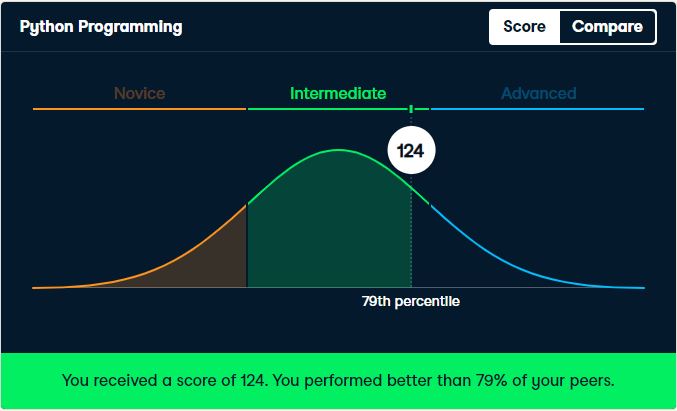 Python Programming
Score
Compare
Novice
Intermediate
Advanced
124
79th percentile
You received a score of 124. You performed better than 79% of your peers.